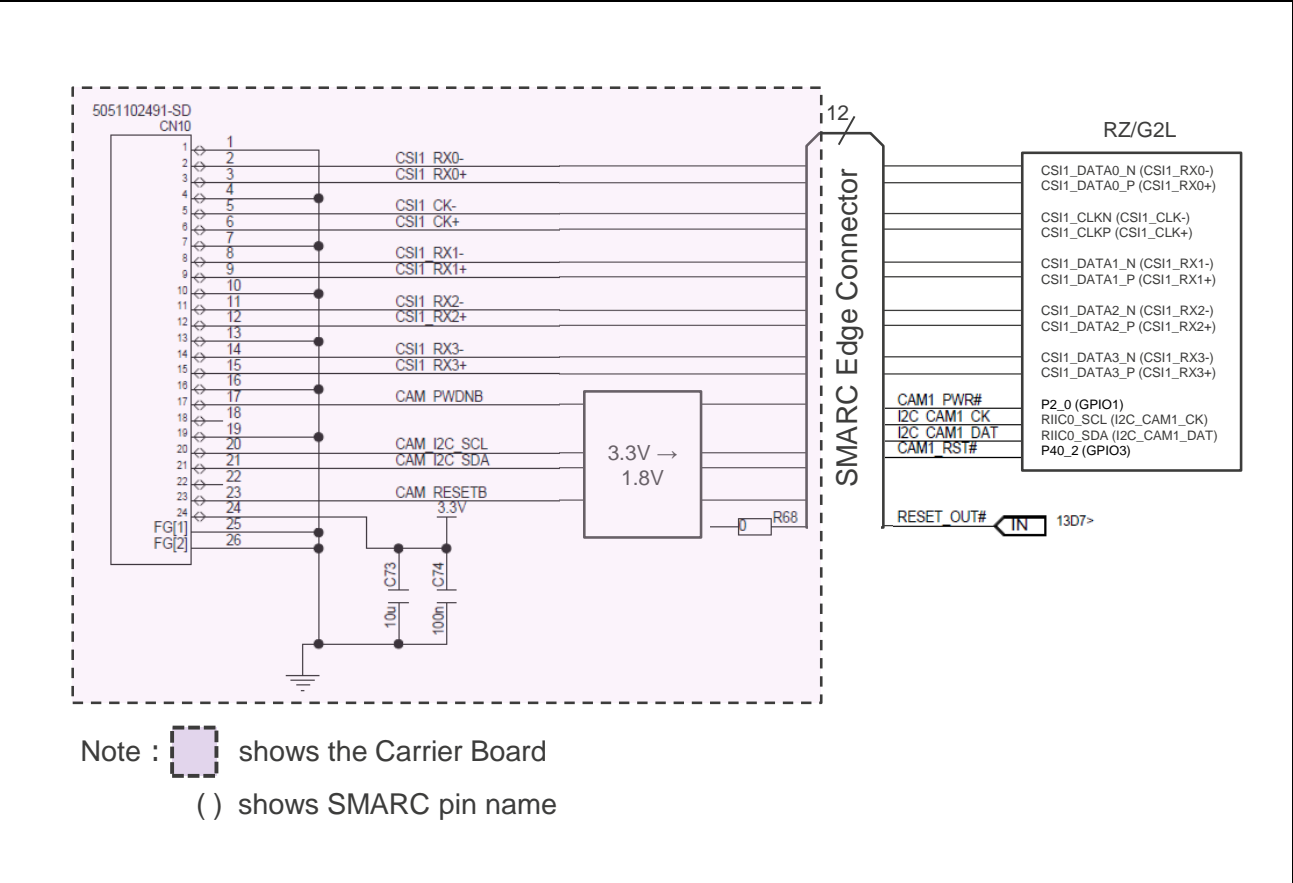 5051102491-SD
CN10
12
RZ/G2L
1 1
2 2 CSI1_RX0- CSI1_DATA0_N (CSI1_RX0-)
3 3 CSI1_RX0+ CSI1_DATA0_P (CSI1_RX0+)
4 4
5 5 CSI1_CK- CSI1_CLKN (CSI1_CLK-)
6 6 CSI1_CK+ CSI1_CLKP (CSI1_CLK+)
7 7
8 8 CSI1_RX1- CSI1_DATA1_N (CSI1_RX1-)
9 9 CSI1_RX1+ CSI1_DATA1_P (CSI1_RX1+)
10 10
11 11 CSI1_RX2- CSI1_DATA2_N (CSI1_RX2-)
12 12 CSI1_RX2+ CSI1_DATA2_P (CSI1_RX2+)
13 13
14 14 CSI1_RX3- CSI1_DATA3_N (CSI1_RX3-)
15 15 CSI1_RX3+ CSI1_DATA3_P (CSI1_RX3+)
16 16
17 17 CAM_PWDNB CAM1_PWR# P2_0 (GPIO1)
18 18 I2C_CAM1_CK RIIC0_SCL (I2C_CAM1_CK)
19 19 I2C_CAM1_DAT RIIC0_SDA (I2C_CAM1_DAT)
20 20 CAM_I2C_SCL CAM1_RST# P40_2 (GPIO3)
21 21 CAM_I2C_SDA
22 22
23 23 CAM_RESETB
24 24 3.3V
FG[1] 25
FG[2] 26
3.3V →
1.8V
SMARC Edge Connector
0 R68
RESET_OUT# IN 13D7>
C73 10u
C74 100n
Note : shows the Carrier Board
( ) shows SMARC pin name